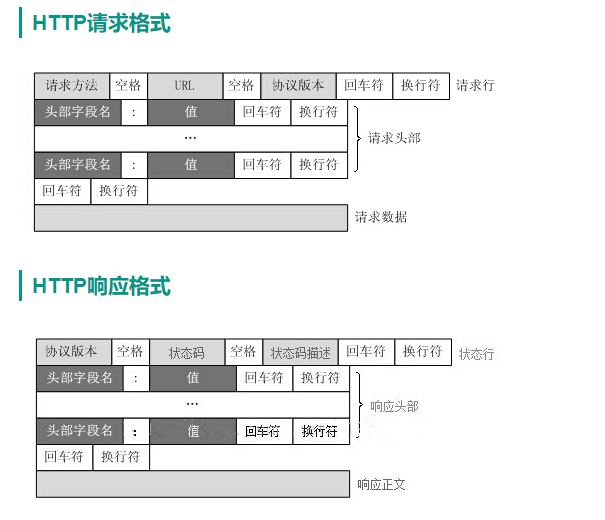 HTTP请求格式
请求方法 空格 URL 空格 协议版本 回车符 换行符 请求行
头部字段名 : 值 回车符 换行符
...
请求头部
头部字段名 : 值 回车符 换行符
回车符 换行符
请求数据
HTTP响应格式
协议版本 空格 状态码 空格 状态码描述 回车符 换行符 状态行
头部字段名 : 值 回车符 换行符
...
响应头部
头部字段名 : 值 回车符 换行符
回车符 换行符
响应正文